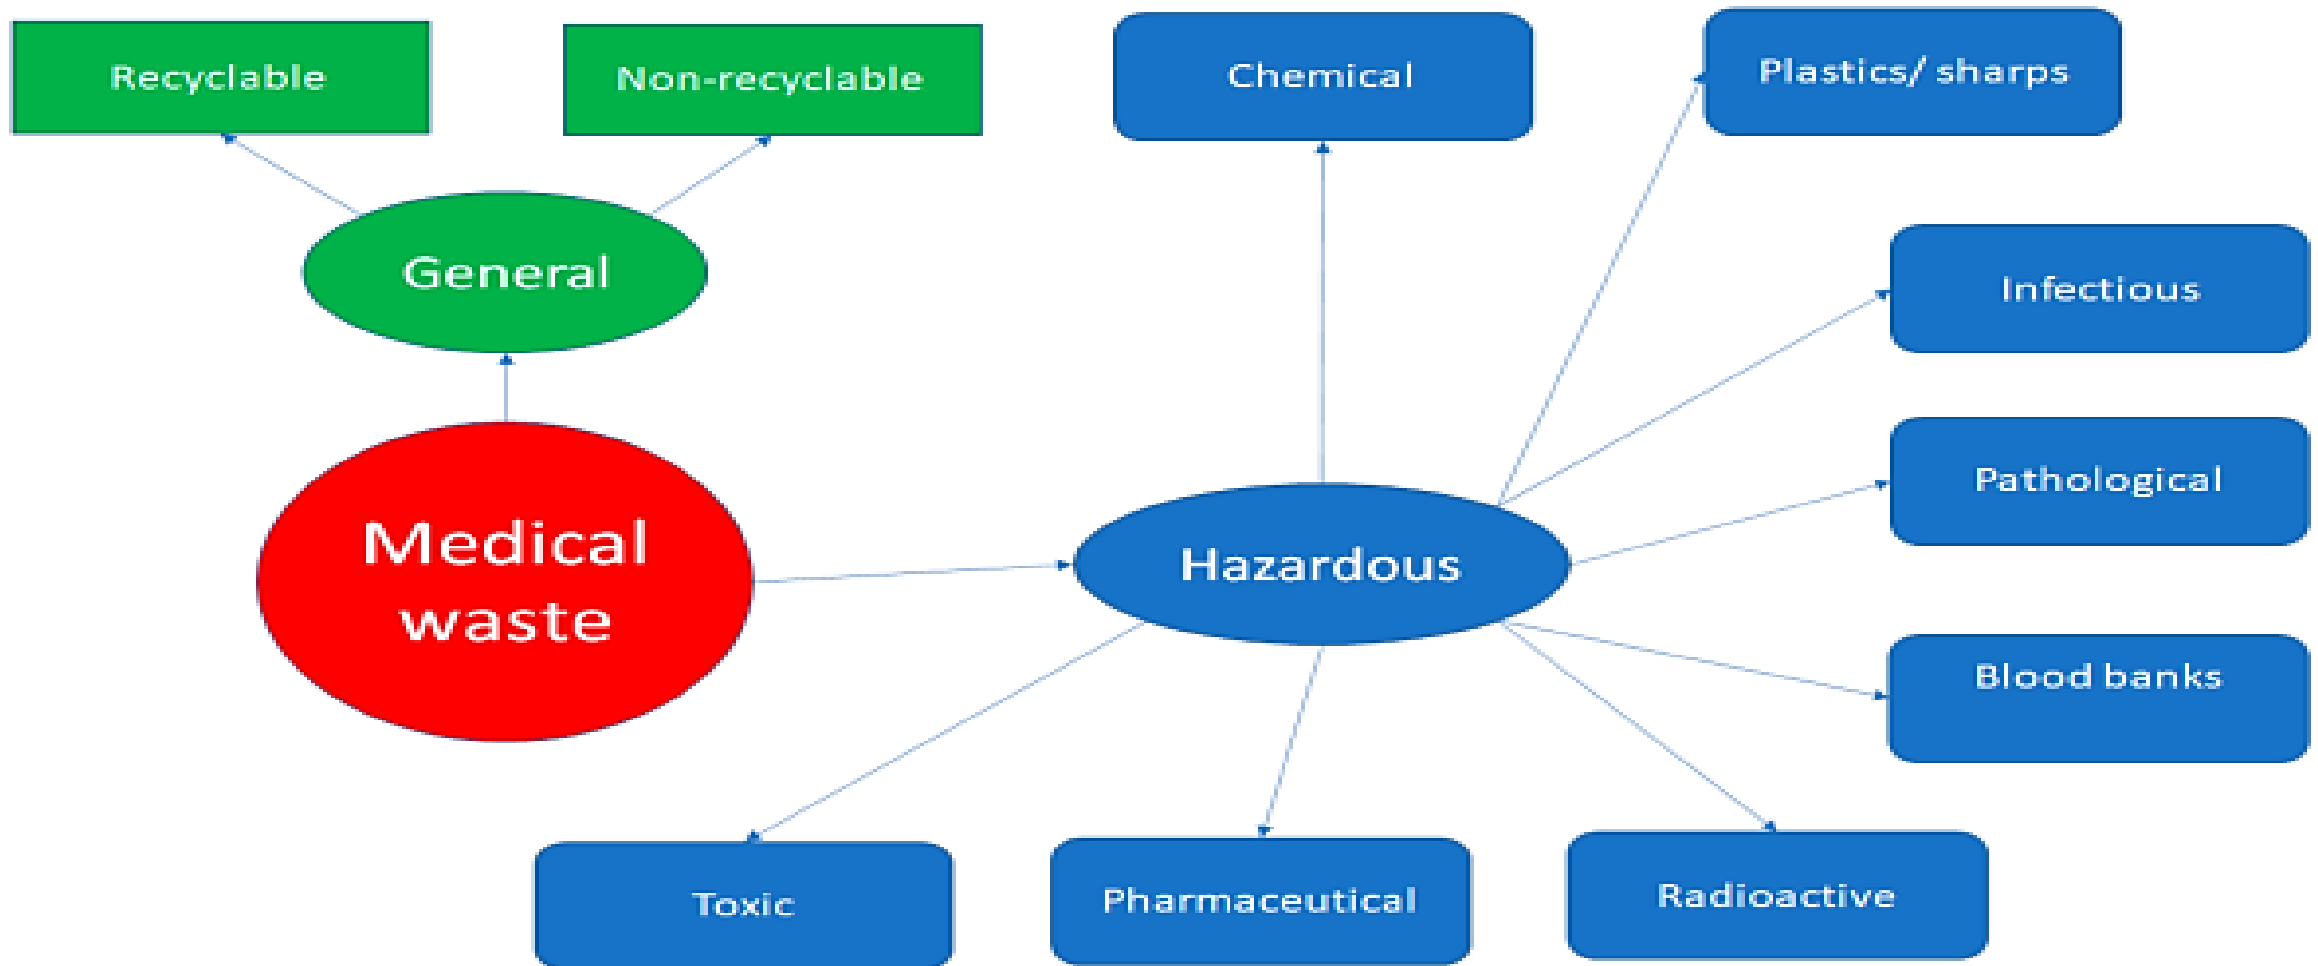 Recyclable
Non-recyclable
Chemical
Plastics/ sharps
General
Infectious
Medical
waste
Hazardous
Pathological
Blood banks
Toxic
Pharmaceutical
Radioactive